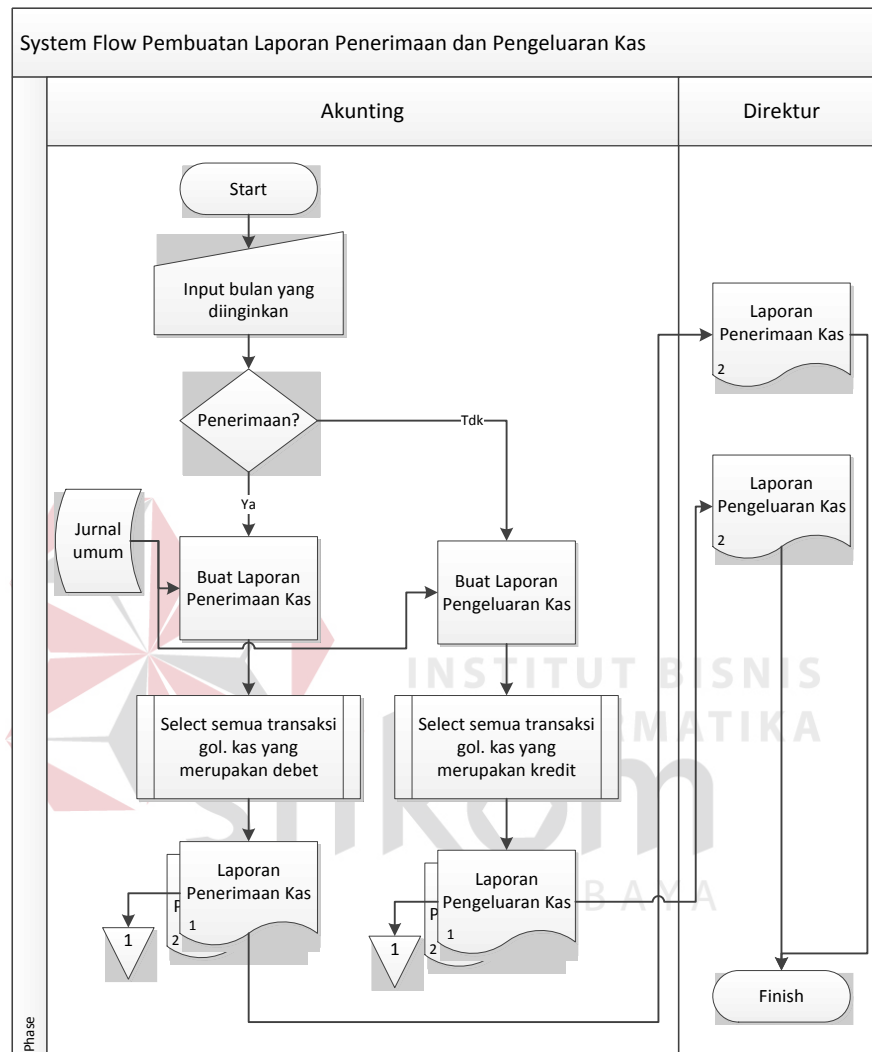 System Flow Pembuatan Laporan Penerimaan dan Pengeluaran Kas
Akunting
Direktur
Start
Input bulan yang
diinginkan
Penerimaan?
Tdk
Ya
Jurnal
umum
Buat Laporan
Penerimaan Kas
Buat Laporan
Pengeluaran Kas
Select semua transaksi
gol. kas yang
merupakan debet
Select semua transaksi
gol. kas yang
merupakan kredit
Laporan
Penerimaan Kas
1
P
2
1
Laporan
Pengeluaran Kas
1
P
2
1
Laporan
Penerimaan Kas
2
Laporan
Pengeluaran Kas
2
Finish
Phase
INSTITUT BISNIS